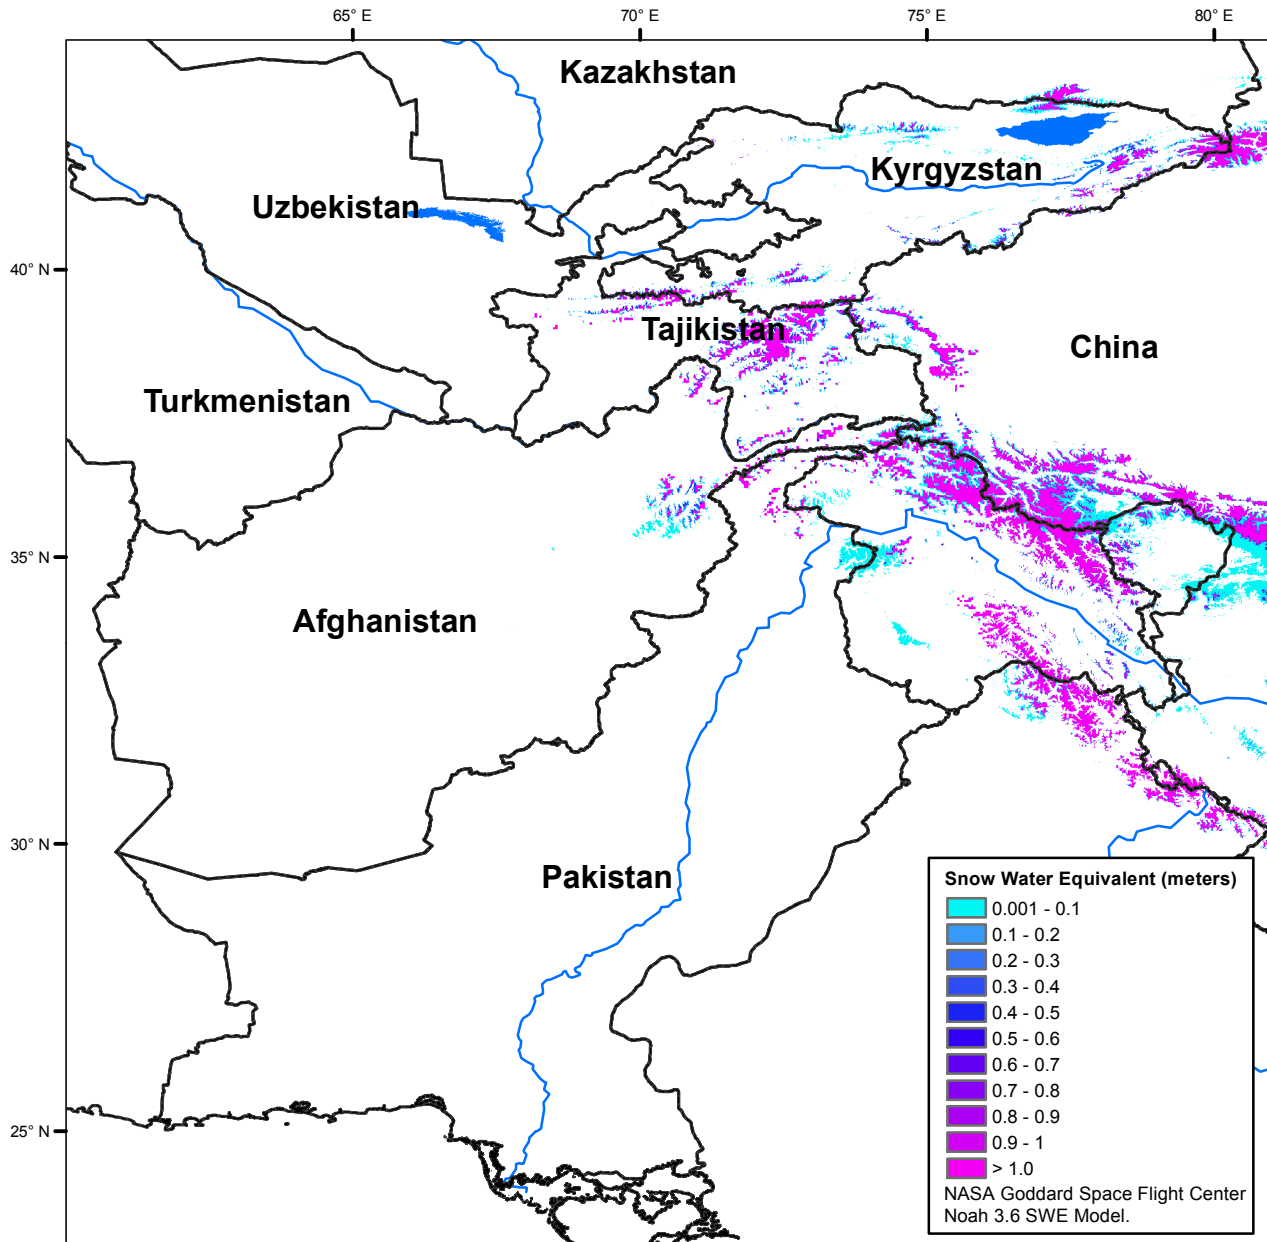 65° E
70° E
75° E
80° E
Kazakhstan
Kyrgyzstan
Uzbekistan
40° N
Tajikistan
China
Turkmenistan
35° N
Afghanistan
30° N
Pakistan
25° N
Snow Water Equivalent (meters)
0.001 - 0.1
0.1 - 0.2
0.2 - 0.3
0.3 - 0.4
0.4 - 0.5
0.5 - 0.6
0.6 - 0.7
0.7 - 0.8
0.8 - 0.9
0.9 - 1
> 1.0
NASA Goddard Space Flight Center
Noah 3.6 SWE Model.